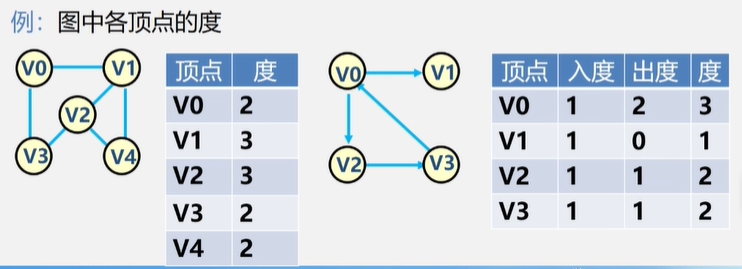 例：图中各顶点的度
V0
V1
V2
V3
V4
顶点 度
V0 2
V1 3
V2 3
V3 2
V4 2
V0
V1
V2
V3
顶点 入度 出度 度
V0 1 2 3
V1 1 0 1
V2 1 1 2
V3 1 1 2